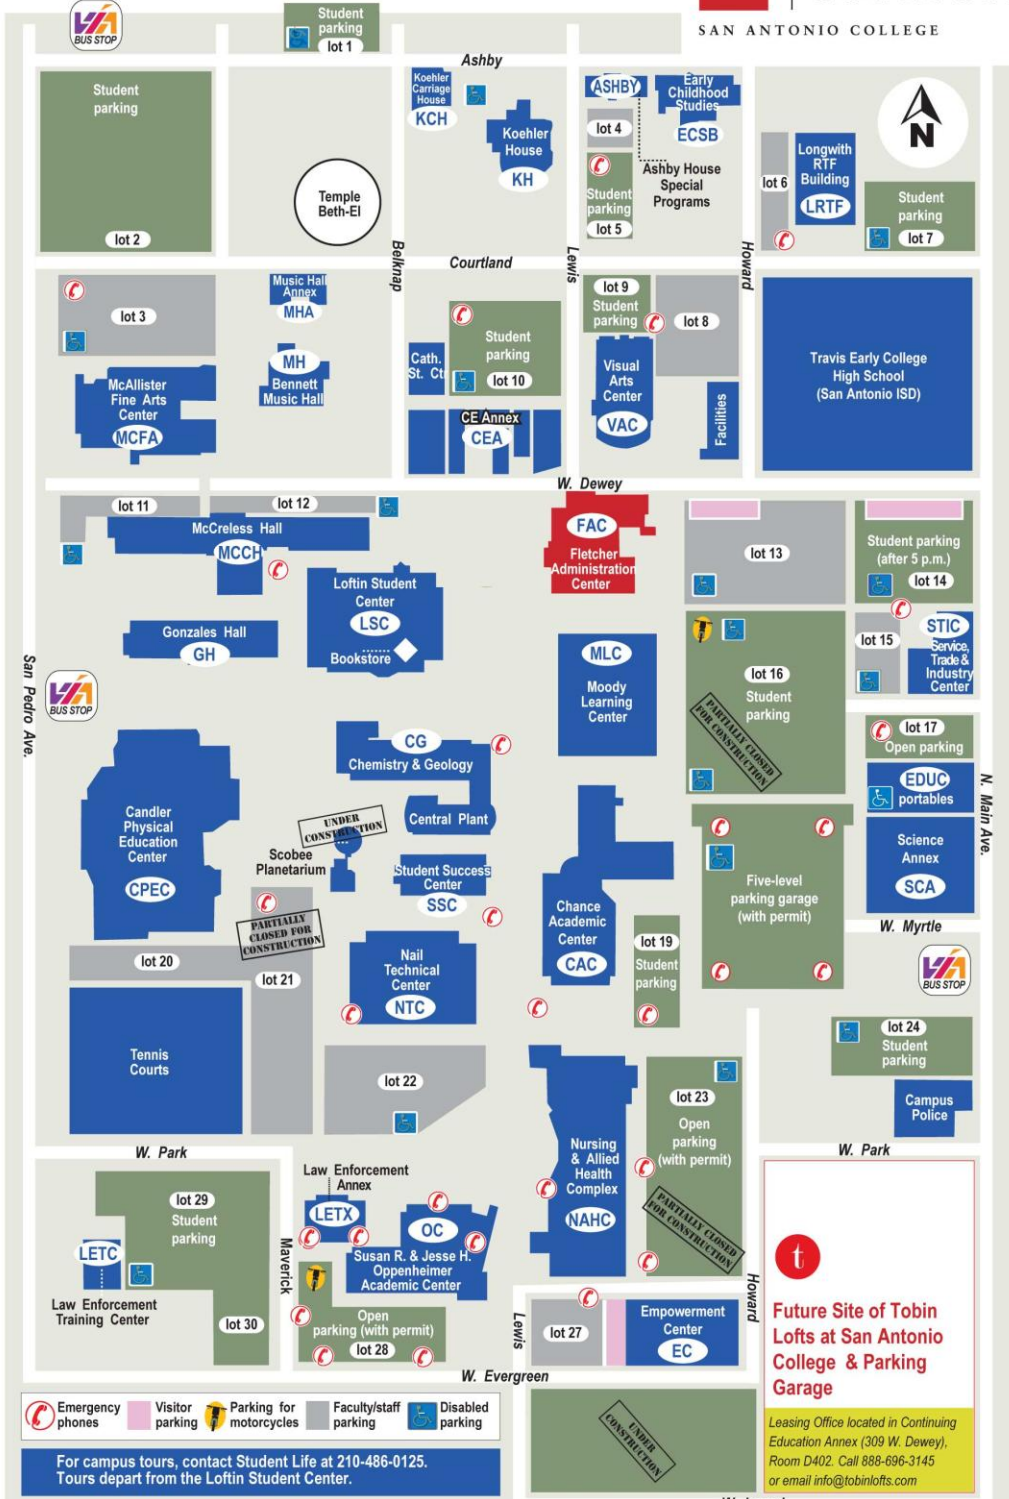 SAN ANTONIO COLLEGE
VIA
BUS STOP
Student
parking
lot 1
Ashby
Student
parking
lot 2
Temple
Beth-El
Koehler
Carriage
House
KCH
Koehler
House
KH
ASHBY
Early
Childhood
Studies
ECSB
lot 4
Ashby House
Special
Programs
Student
parking
lot 5
lot 6
Longwith
RTF
Building
LRTF
N
Student
parking
lot 7
Belknap
Courtland
Lewis
Howard
lot 3
Music Hall
Annex
MHA
MH
Bennett
Music Hall
McAllister
Fine Arts
Center
MCFA
Student
parking
lot 10
Cath.
St. Ct
CE Annex
CEA
lot 9
Student
parking
lot 8
Visual
Arts
Center
VAC
Facilities
Travis Early College
High School
(San Antonio ISD)
W. Dewey
lot 11
lot 12
McCreless Hall
MCCH
Loftin Student
Center
LSC
Bookstore
Gonzales Hall
GH
FAC
Fletcher
Administration
Center
lot 13
Student parking
(after 5 p.m.)
lot 14
lot 15
STIC
Service,
Trade &
Industry
Center
MLC
Moody
Learning
Center
lot 16
Student
parking
PARTIALLY CLOSED
FOR CONSTRUCTION
San Pedro Ave.
VIA
BUS STOP
CG
Chemistry & Geology
Central Plant
lot 17
Open parking
EDUC
portables
N. Main Ave.
Candler
Physical
Education
Center
CPEC
UNDER
CONSTRUCTION
Scobee
Planetarium
Student Success
Center
SSC
Chance
Academic
Center
CAC
Five-level
parking garage
(with permit)
Science
Annex
SCA
W. Myrtle
VIA
BUS STOP
PARTIALLY
CLOSED FOR
CONSTRUCTION
lot 20
lot 21
Nail
Technical
Center
NTC
lot 19
Student
parking
lot 24
Student
parking
Tennis
Courts
lot 22
Campus
Police
lot 23
Open
parking
(with permit)
PARTIALLY CLOSED
FOR CONSTRUCTION
Nursing
& Allied
Health
Complex
NAHC
W. Park
W. Park
lot 29
Student
parking
Law Enforcement
Annex
LETX
OC
Susan R. & Jesse H.
Oppenheimer
Academic Center
LETC
Law Enforcement
Training Center
Maverick
lot 30
Open
parking (with permit)
lot 28
Lewis
lot 27
Empowerment
Center
EC
Howard
t
Future Site of Tobin
Lofts at San Antonio
College & Parking
Garage
Leasing Office located in Continuing
Education Annex (309 W. Dewey),
Room D402. Call 888-696-3145
or email info@tobinlofts.com
W. Evergreen
UNDER
CONSTRUCTION
Emergency
phones
Visitor
parking
Parking for
motorcycles
Faculty/staff
parking
Disabled
parking
For campus tours, contact Student Life at 210-486-0125.
Tours depart from the Loftin Student Center.